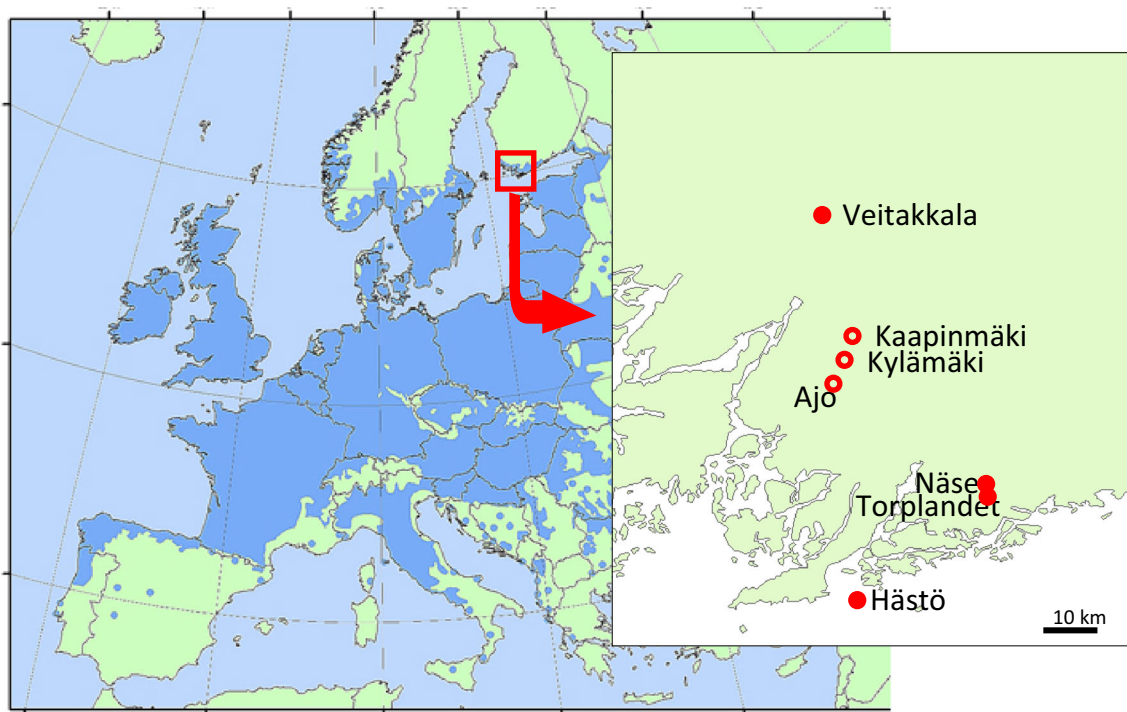 Veitakkala
Kaapinmäki
Kylämäki
Ajo
Näse
Torplandet
Hästö
10 km